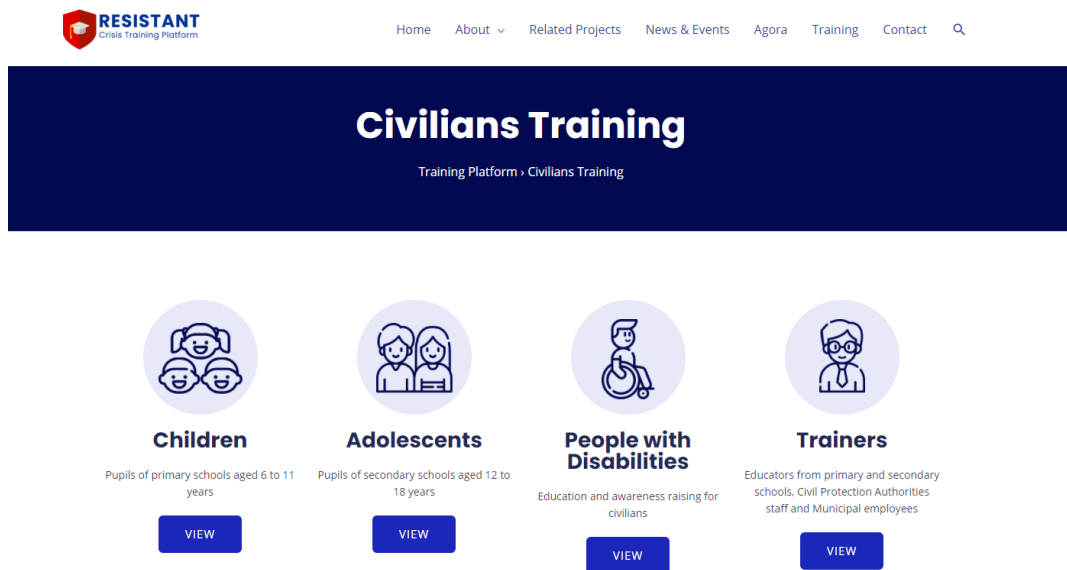 RESISTANT
Crisis Training Platform
Home About Related Projects News & Events Agora Training Contact
Civilians Training
Training Platform › Civilians Training
Children
Pupils of primary schools aged 6 to 11
years
VIEW
Adolescents
Pupils of secondary schools aged 12 to
18 years
VIEW
People with
Disabilities
Education and awareness raising for
civilians
VIEW
Trainers
Educators from primary and secondary
schools, Civil Protection Authorities
staff and Municipal employees
VIEW